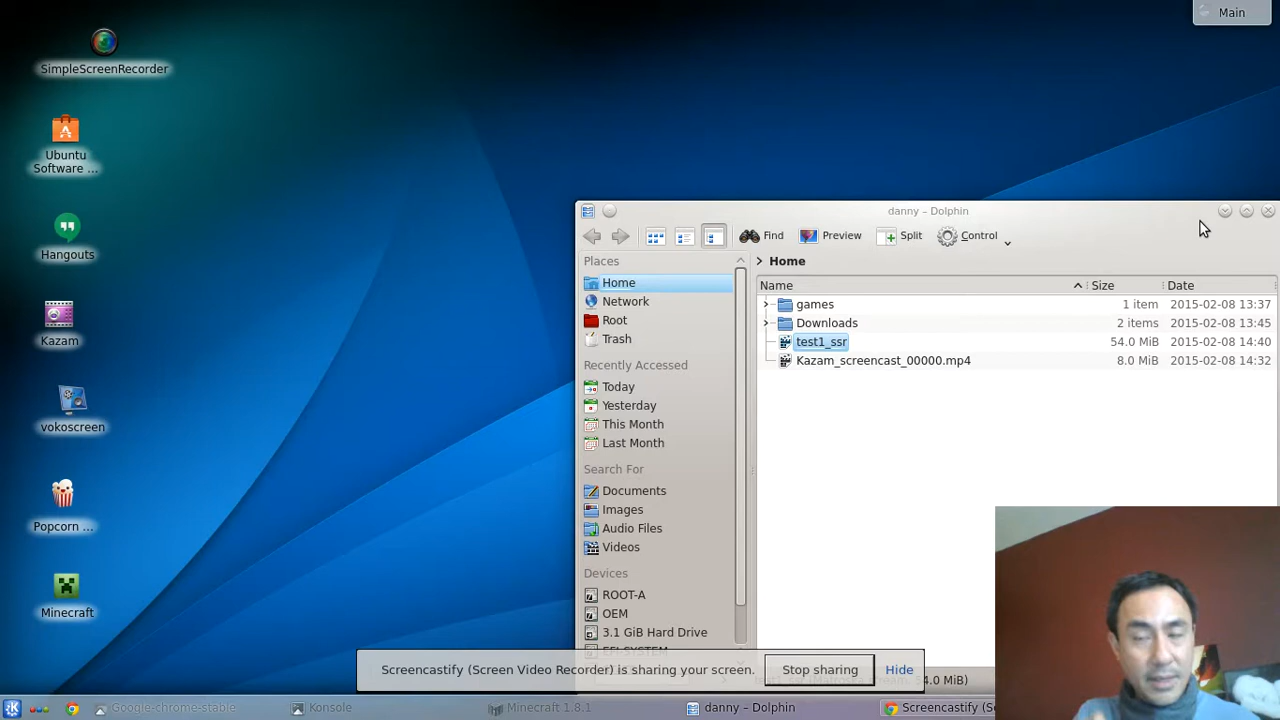 Main
SimpleScreenRecorder
Ubuntu
Software ...
Hangouts
Kazam
vokoscreen
Popcorn ...
Minecraft
danny – Dolphin
Find
Preview
Split
Control
Places
Home
Network
Root
Trash
Recently Accessed
Today
Yesterday
This Month
Last Month
Search For
Documents
Images
Audio Files
Videos
Devices
ROOT-A
OEM
3.1 GiB Hard Drive
EFI-SYSTEM
> Home
Name Size Date
games 1 item 2015-02-08 13:37
Downloads 2 items 2015-02-08 13:45
test1_ssr 54.0 MiB 2015-02-08 14:40
Kazam_screencast_00000.mp4 8.0 MiB 2015-02-08 14:32
54.0 MiB)
Screencastify (Screen Video Recorder) is sharing your screen. Stop sharing Hide
Google-chrome-stable
Konsole
Minecraft 1.8.1
danny – Dolphin
Screencastify (S